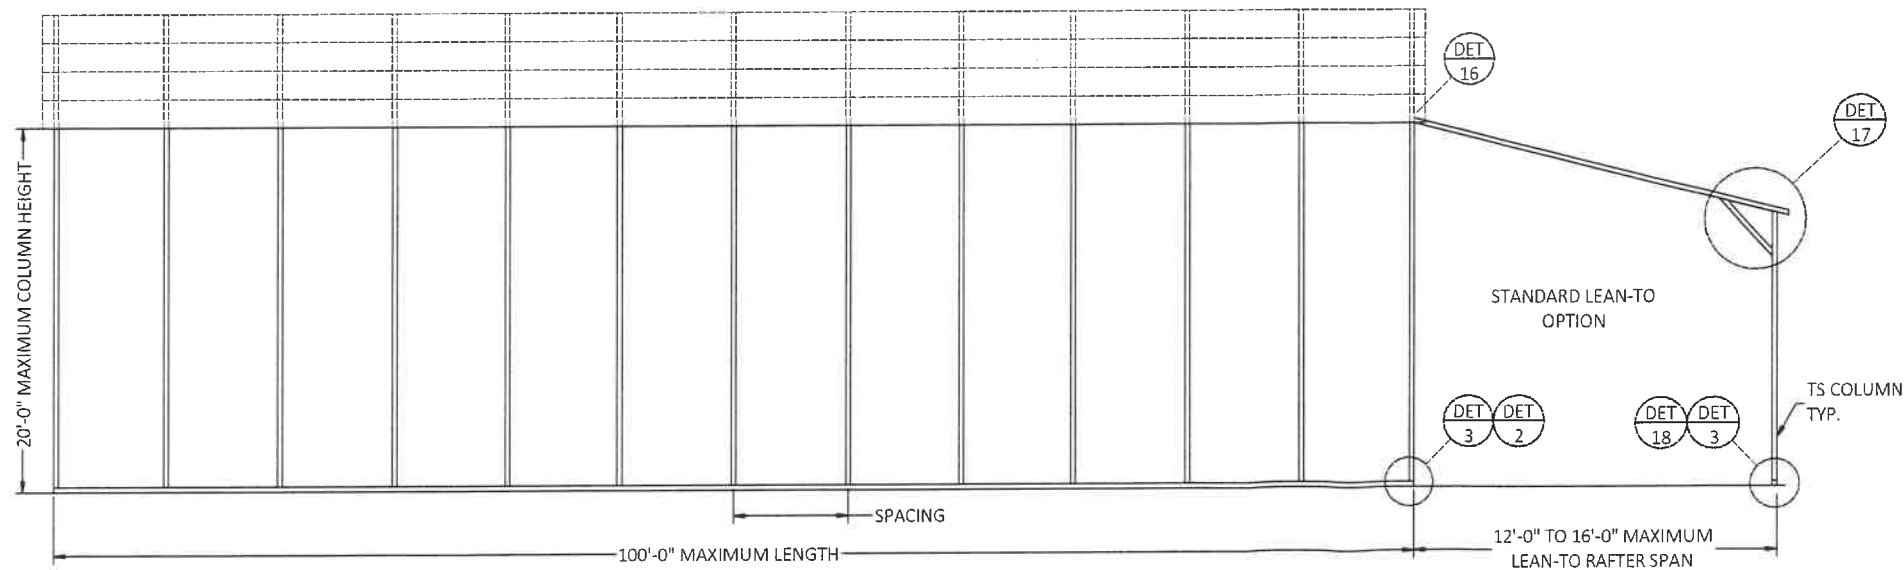 DET
16
DET
17
20'-0" MAXIMUM COLUMN HEIGHT
STANDARD LEAN-TO
OPTION
TS COLUMN
TYP.
DET
3
DET
2
DET
18
DET
3
SPACING
100'-0" MAXIMUM LENGTH
12'-0" TO 16'-0" MAXIMUM
LEAN-TO RAFTER SPAN